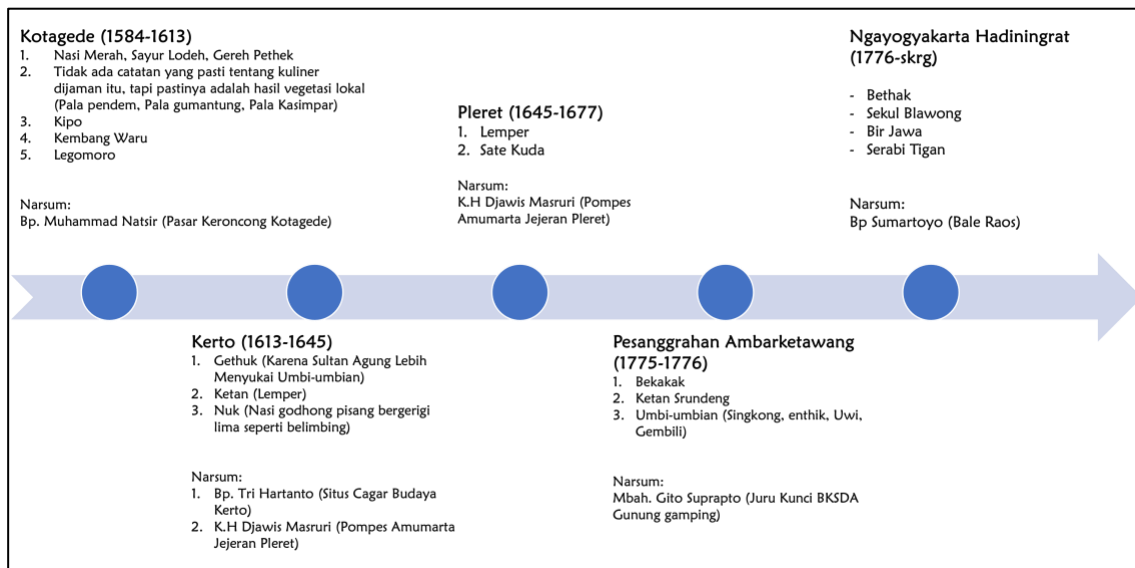 Kotagede (1584-1613)
1. Nasi Merah, Sayur Lodeh, Gereh Pethek
2. Tidak ada catatan yang pasti tentang kuliner
dijaman itu, tapi pastinya adalah hasil vegetasi lokal
(Pala pendem, Pala gumantung, Pala Kasimpar)
3. Kipo
4. Kembang Waru
5. Legomoro
Narsum:
Bp. Muhammad Natsir (Pasar Keroncong Kotagede)
Pleret (1645-1677)
1. Lemper
2. Sate Kuda
Narsum:
K.H Djawis Masruri (Pompes
Amumarta Jejeran Pleret)
Ngayogyakarta Hadiningrat
(1776-skrg)
- Bethak
- Sekul Blawong
- Bir Jawa
- Serabi Tigan
Narsum:
Bp Sumartoyo (Bale Raos)
Kerto (1613-1645)
1. Gethuk (Karena Sultan Agung Lebih
Menyukai Umbi-umbian)
2. Ketan (Lemper)
3. Nuk (Nasi godhong pisang bergerigi
lima seperti belimbing)
Narsum:
1. Bp. Tri Hartanto (Situs Cagar Budaya
Kerto)
2. K.H Djawis Masruri (Pompes Amumarta
Jejeran Pleret)
Pesanggrahan Ambarketawang
(1775-1776)
1. Bekakak
2. Ketan Srundeng
3. Umbi-umbian (Singkong, enthik, Uwi,
Gembili)
Narsum:
Mbah. Gito Suprapto (Juru Kunci BKSDA
Gunung gamping)